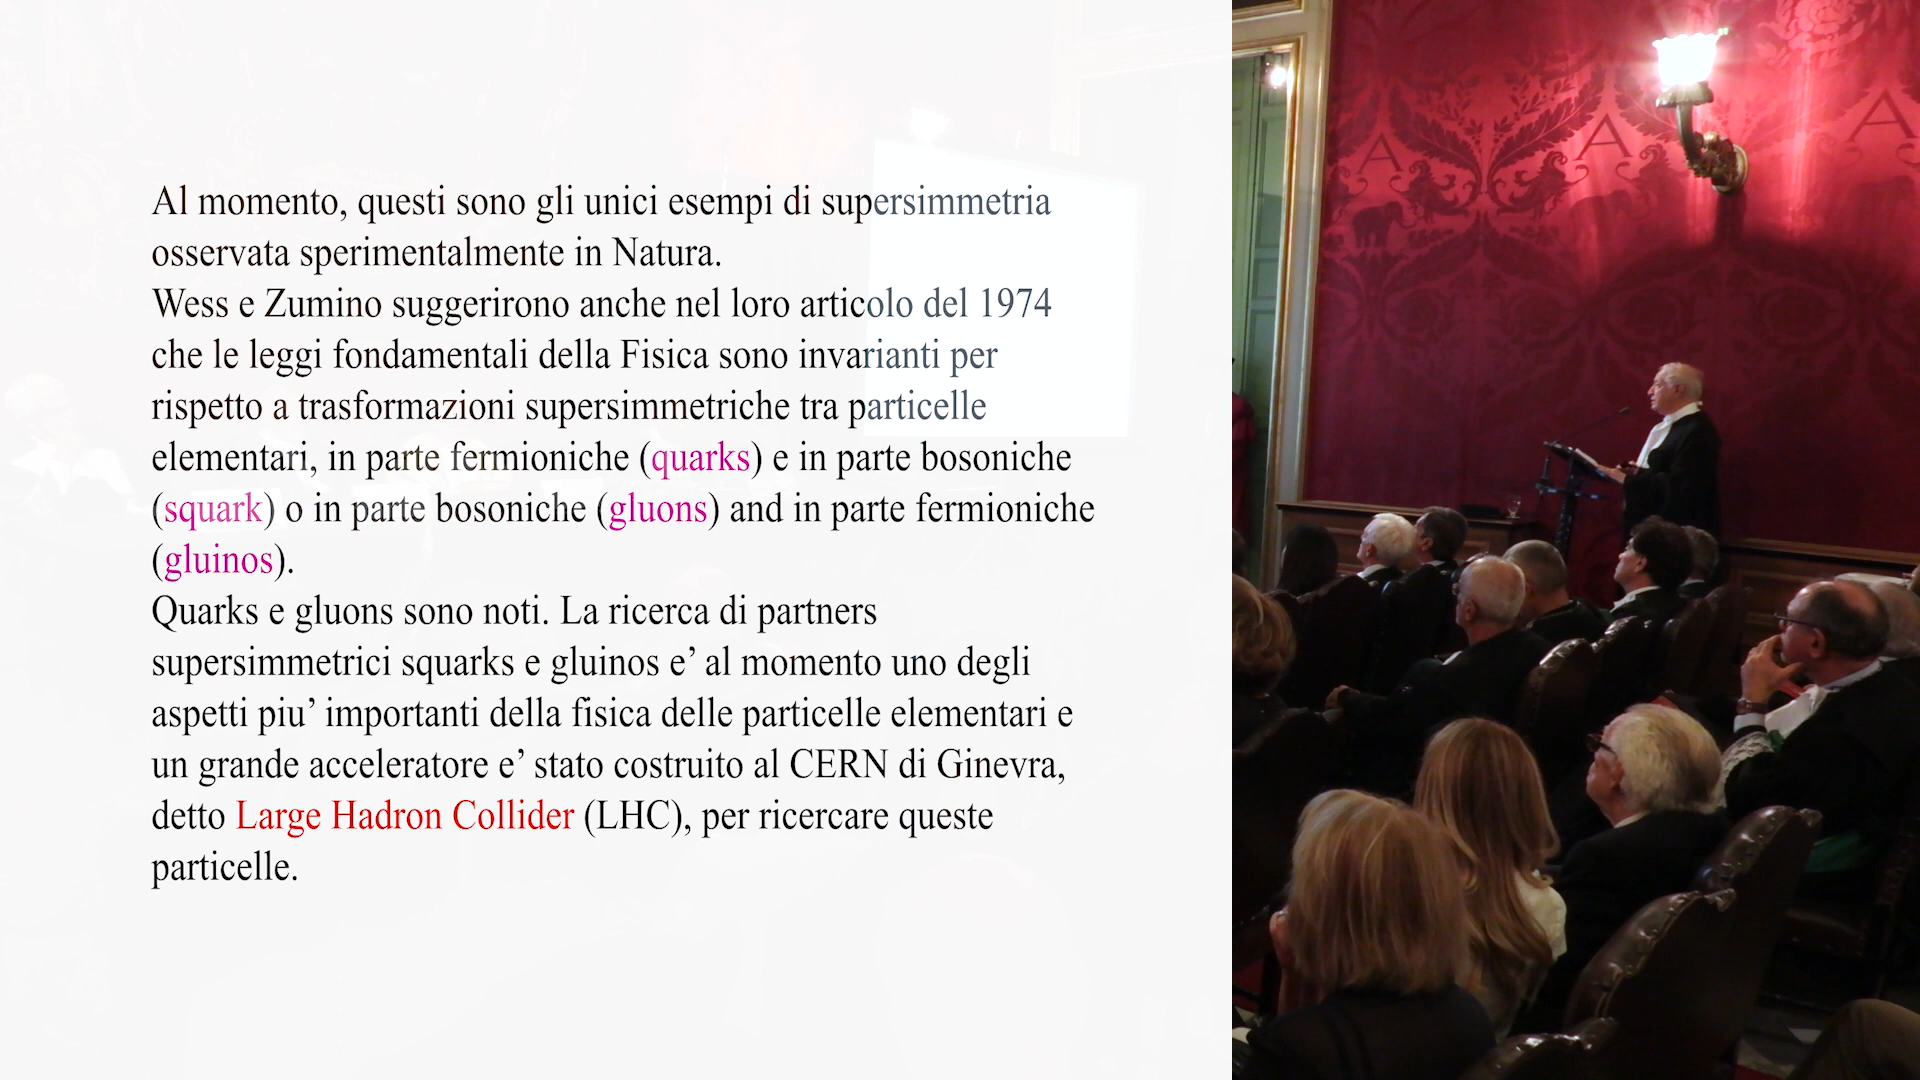 Al momento, questi sono gli unici esempi di supersimmetria
osservata sperimentalmente in Natura.
Wess e Zumino suggerirono anche nel loro articolo del 1974
che le leggi fondamentali della Fisica sono invarianti per
rispetto a trasformazioni supersimmetriche tra particelle
elementari, in parte fermioniche (quarks) e in parte bosoniche
(squark) o in parte bosoniche (gluons) and in parte fermioniche
(gluinos).
Quarks e gluons sono noti. La ricerca di partners
supersimmetrici squarks e gluinos e’ al momento uno degli
aspetti piu’ importanti della fisica delle particelle elementari e
un grande acceleratore e’ stato costruito al CERN di Ginevra,
detto Large Hadron Collider (LHC), per ricercare queste
particelle.
A
A
A